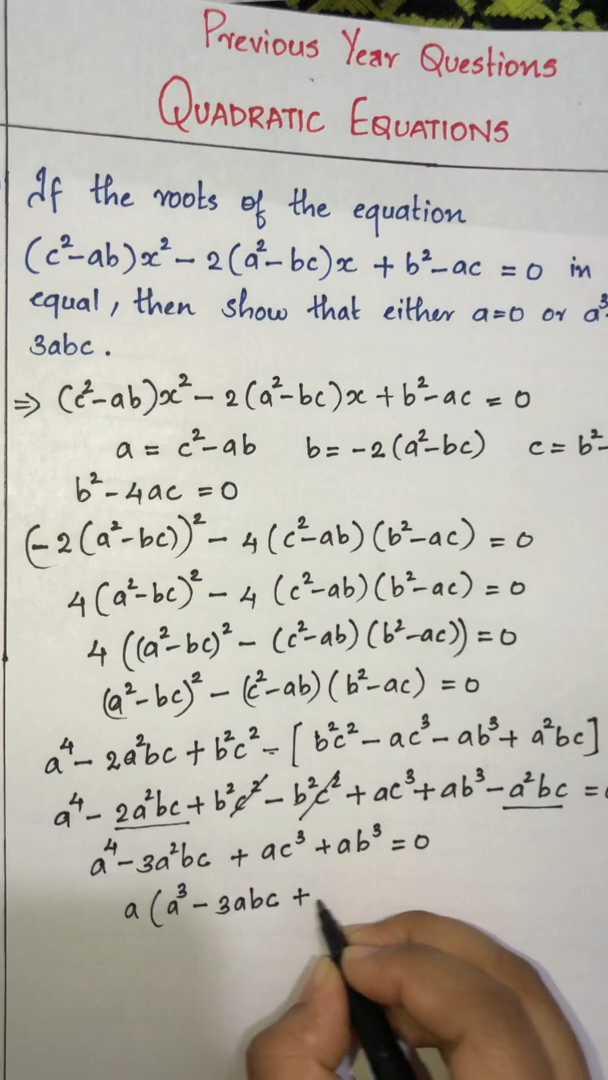 Previous Year Questions
QUADRATIC EQUATIONS
If the roots of the equation
(c²-ab)x² - 2(a²-bc)x + b²-ac = 0 in
equal, then show that either a=0 or a³
3abc.
⇒ (c²-ab)x² - 2(a²-bc)x + b²-ac = 0
a = c²-ab b = -2(a²-bc) c = b²-
b²-4ac = 0
(-2(a²-bc))² - 4(c²-ab)(b²-ac) = 0
4(a²-bc)² - 4(c²-ab)(b²-ac) = 0
4((a²-bc)² - (c²-ab)(b²-ac)) = 0
(a²-bc)² - (c²-ab)(b²-ac) = 0
a⁴ - 2a²bc + b²c² - [b²c² - ac³ - ab³ + a²bc]
a⁴ - 2a²bc + b²c² - b²c² + ac³ + ab³ - a²bc =
a⁴ - 3a²bc + ac³ + ab³ = 0
a(a³ - 3abc +